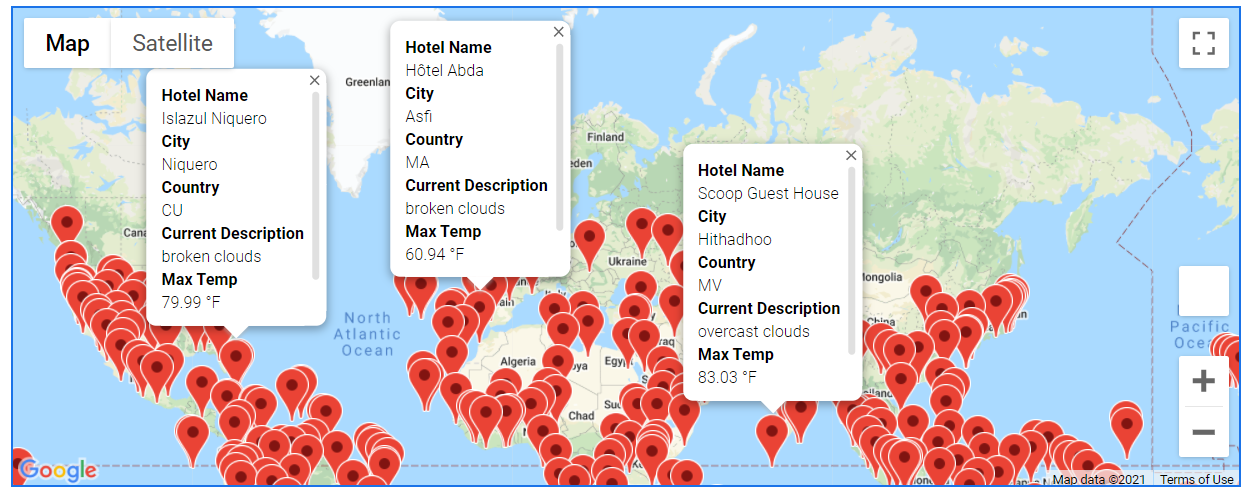 Map
Satellite
Hotel Name
Islazul Niquero
City
Niquero
Country
CU
Current Description
broken clouds
Max Temp
79.99 °F
Hotel Name
Hôtel Abda
City
Asfi
Country
MA
Current Description
broken clouds
Max Temp
60.94 °F
Hotel Name
Scoop Guest House
City
Hithadhoo
Country
MV
Current Description
overcast clouds
Max Temp
83.03 °F
Greenlan
Finland
eden
Cana
Ukraine
Mongolia
North
Atlantic
Ocean
Pacific
Ocea
China
Algeria
Egyp
Chad
Google
Map data ©2021
Terms of Use